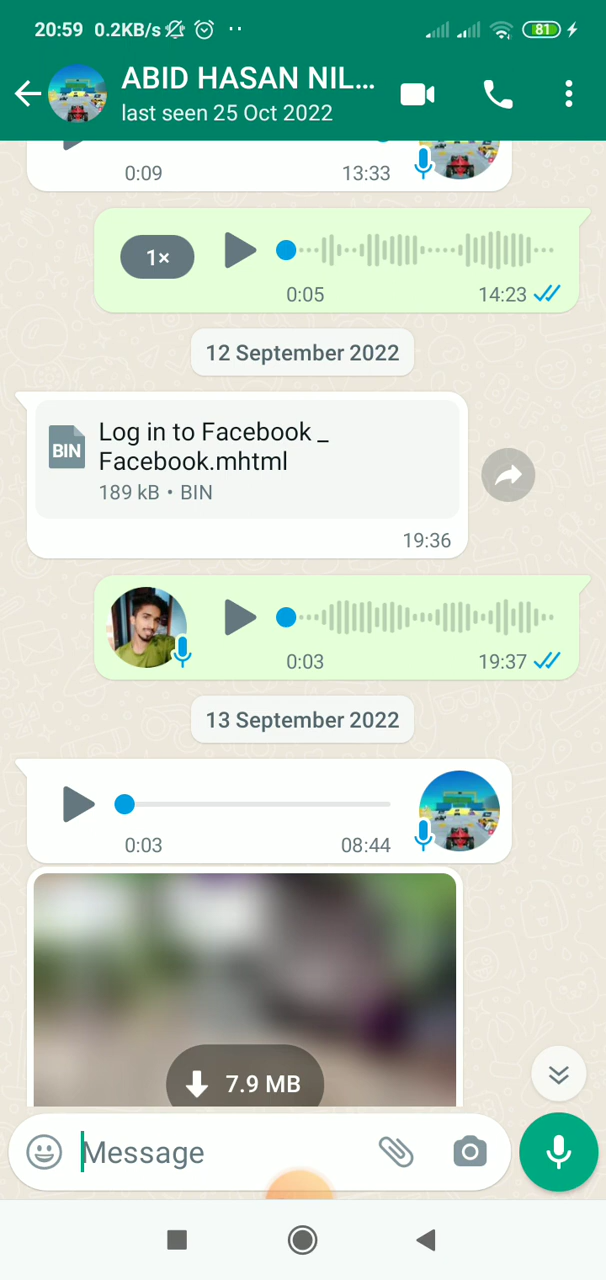 20:59 0.2KB/s
81
ABID HASAN NIL...
last seen 25 Oct 2022
0:09 13:33
1×
0:05 14:23
12 September 2022
BIN
Log in to Facebook _
Facebook.mhtml
189 kB • BIN
19:36
0:03 19:37
13 September 2022
0:03 08:44
7.9 MB
Message